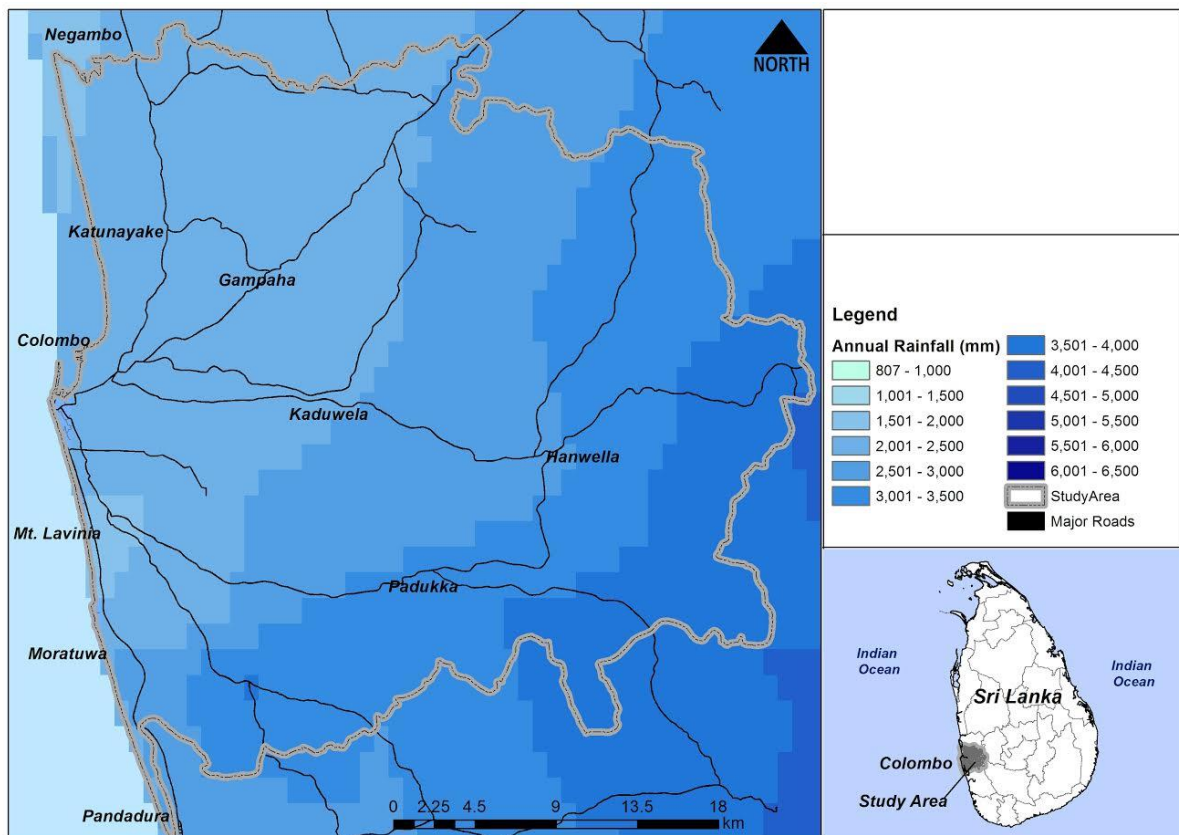 Negambo
NORTH
Katunayake
Gampaha
Colombo
Kaduwela
Hanwella
Mt. Lavinia
Padukka
Moratuwa
Pandadura
0 2.25 4.5 9 13.5 18
km
Legend
Annual Rainfall (mm)
807 - 1,000
1,001 - 1,500
1,501 - 2,000
2,001 - 2,500
2,501 - 3,000
3,001 - 3,500
3,501 - 4,000
4,001 - 4,500
4,501 - 5,000
5,001 - 5,500
5,501 - 6,000
6,001 - 6,500
StudyArea
Major Roads
Indian
Ocean
Indian
Ocean
Sri Lanka
Colombo
Study Area